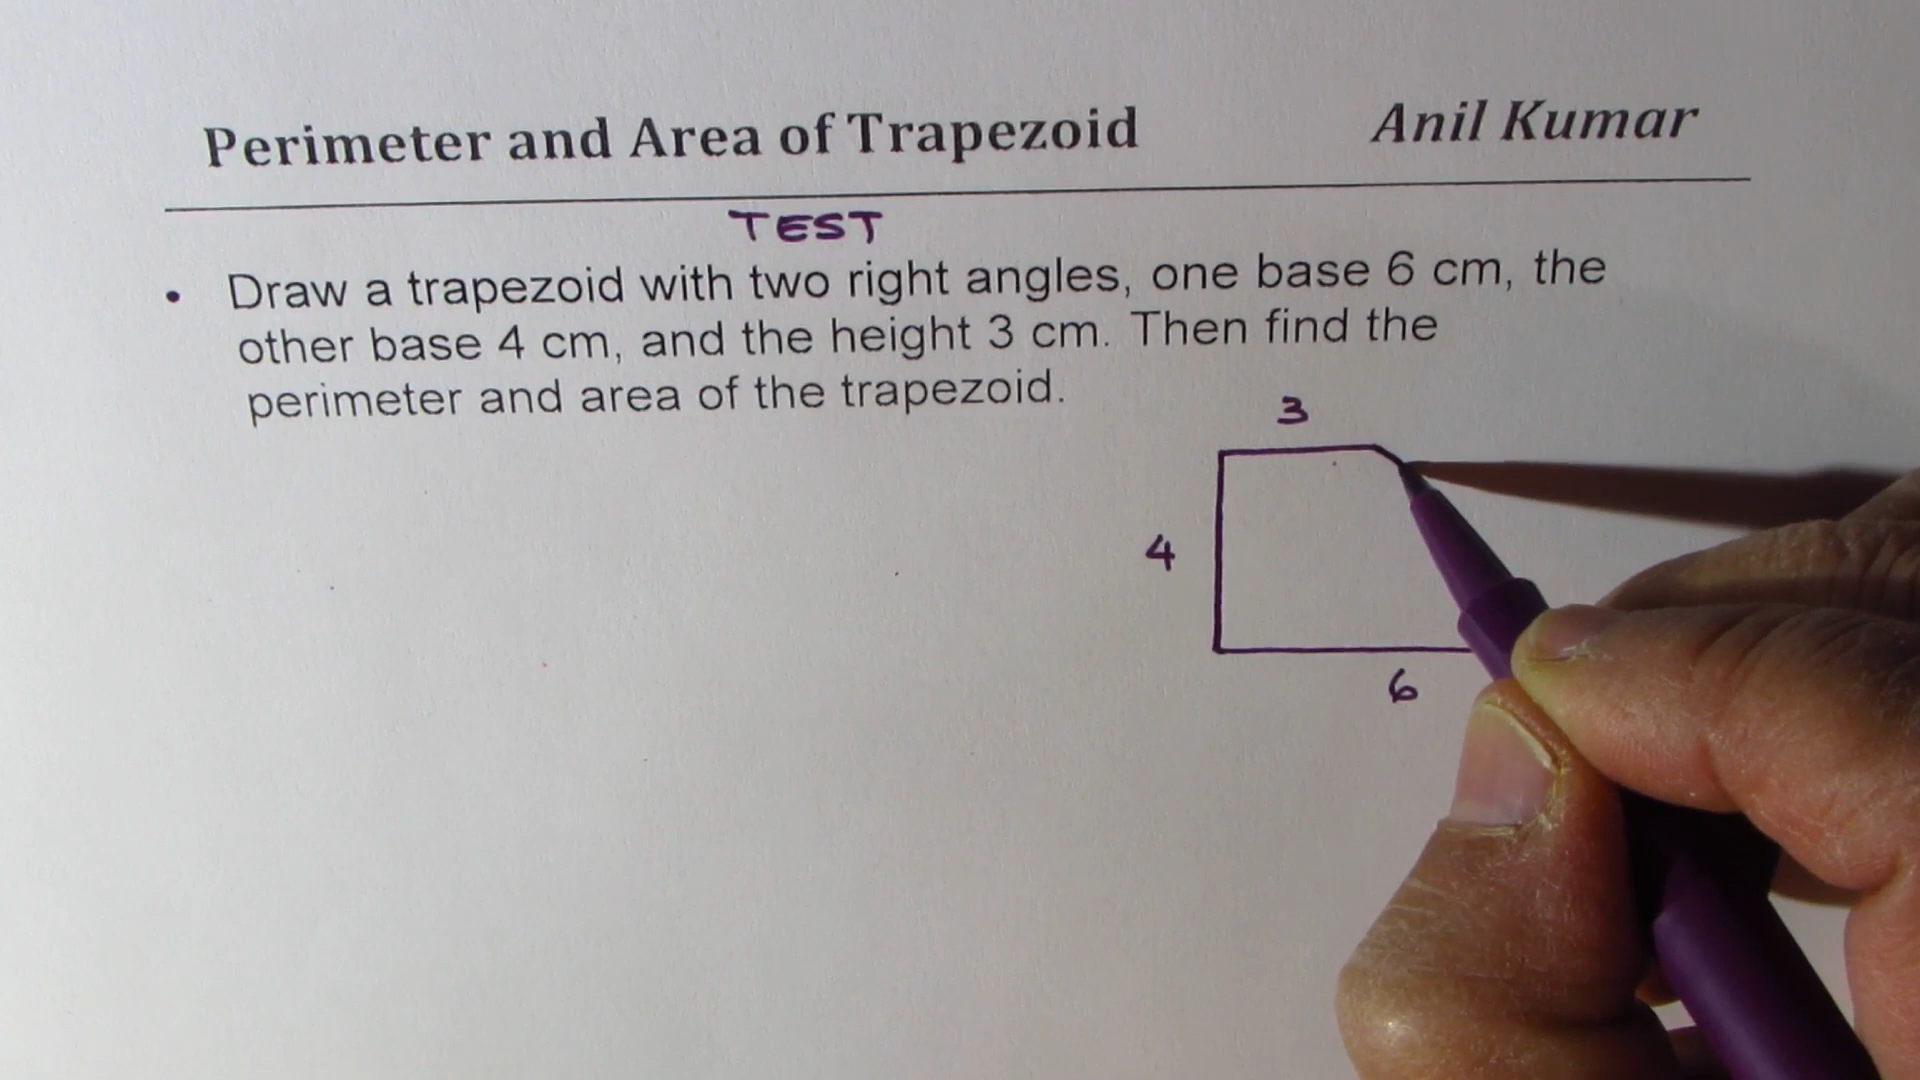 Perimeter and Area of Trapezoid Anil Kumar
TEST
• Draw a trapezoid with two right angles, one base 6 cm, the
other base 4 cm, and the height 3 cm. Then find the
perimeter and area of the trapezoid.
3
4
6